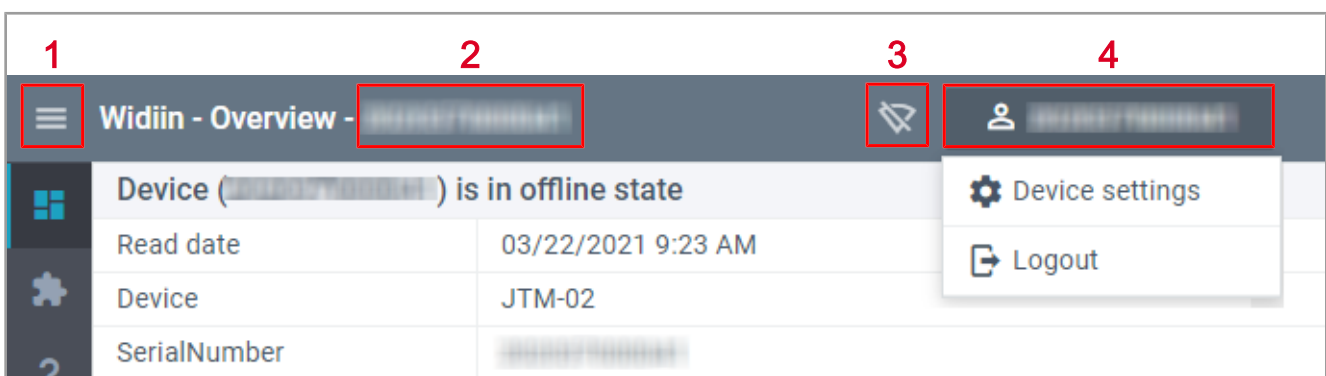 1 2 3 4
Widiin - Overview -
Device ( ) is in offline state
Device settings
Read date 03/22/2021 9:23 AM
Logout
Device JTM-02
SerialNumber
?